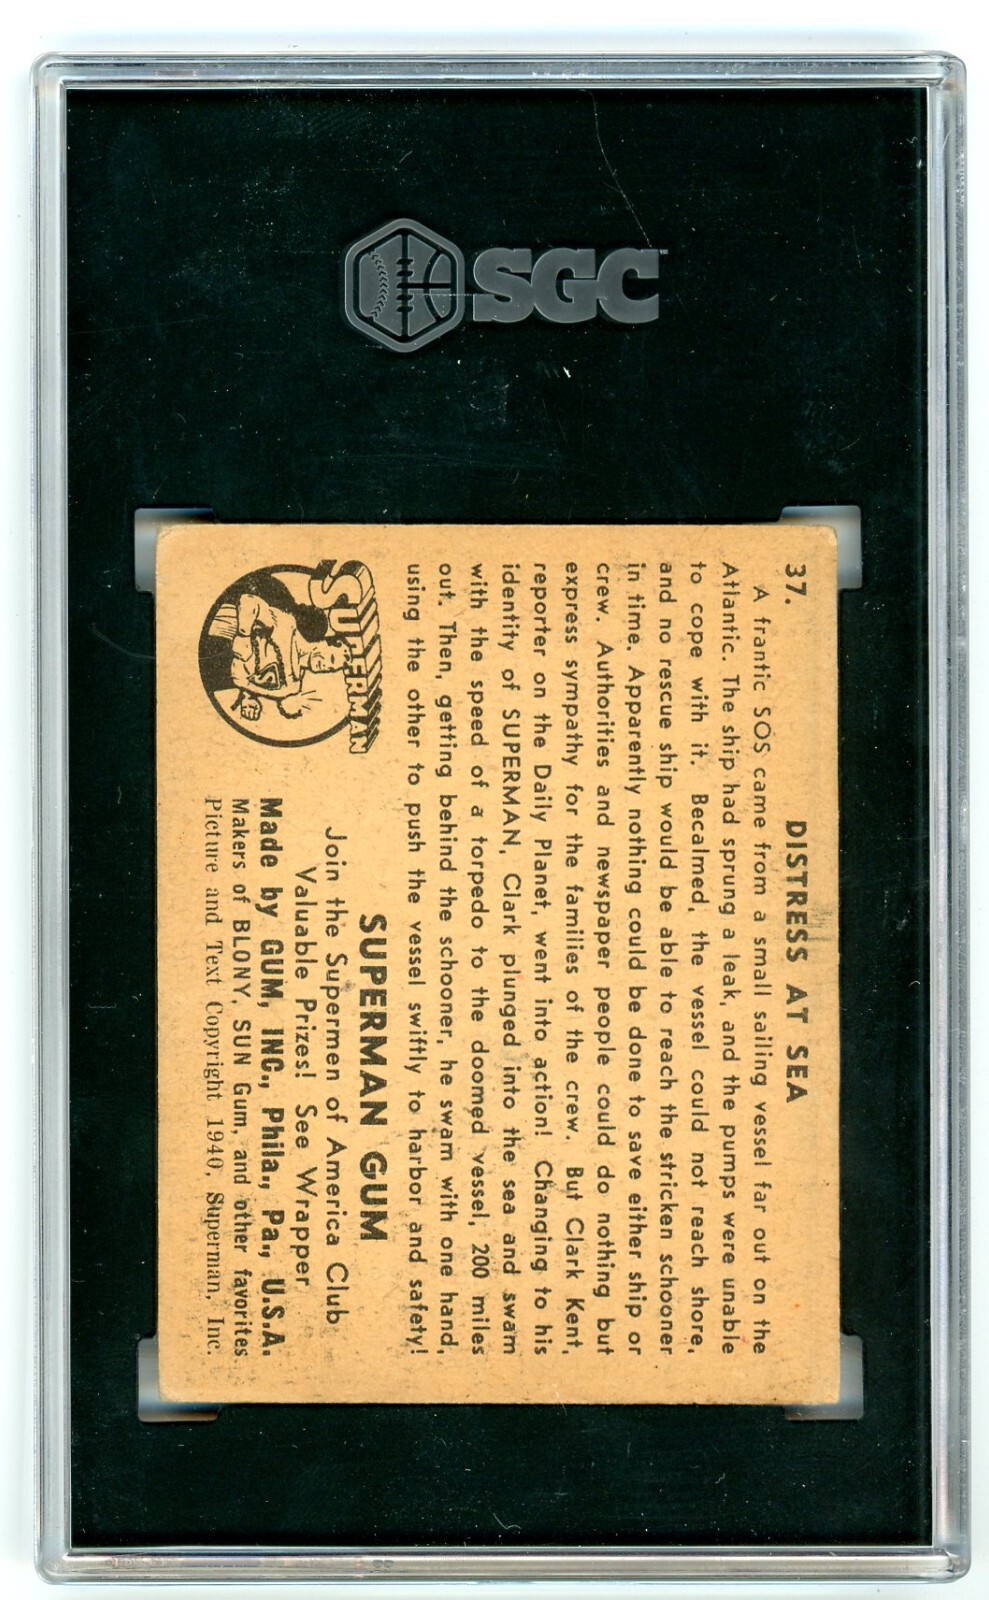 SGC
37.
DISTRESS AT SEA
A frantic SOS came from a small sailing vessel far out on the
Atlantic. The ship had sprung a leak, and the pumps were unable
to cope with it. Becalmed, the vessel could not reach shore,
and no rescue ship would be able to reach the stricken schooner
in time. Apparently nothing could be done to save either ship or
crew. Authorities and newspaper people could do nothing but
express sympathy for the families of the crew. But Clark Kent,
reporter on the Daily Planet, went into action! Changing to his
identity of SUPERMAN, Clark plunged into the sea and swam
with the speed of a torpedo to the doomed vessel, 200 miles
out. Then, getting behind the schooner, he swam with one hand,
using the other to push the vessel swiftly to harbor and safety!
SUPERMAN
S
SUPERMAN GUM
Join the Supermen of America Club
Valuable Prizes! See Wrapper
Made by GUM, INC., Phila., Pa., U.S.A.
Makers of BLONY, SUN Gum, and other favorites.
Picture and Text Copyright 1940, Superman, Inc.